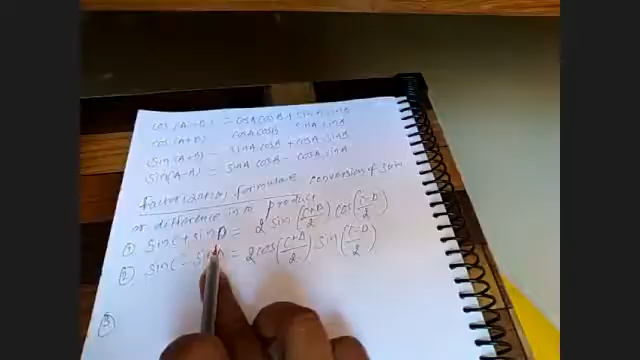 cos(A-B) = cosA cosB + sinA sinB
cos(A+B) cosA cosB sinA sinB
sin(A+B) = sinA cosB + cosA sinB
sin(A-B) = sinA cosB - cosA sin
factorization formulae conversion of sum
or difference in a product
① sinC + sinD = 2 sin (C+D/2) cos (C-D/2)
② sinC - sin = 2cos (C+D/2) sin (C-D/2)
③